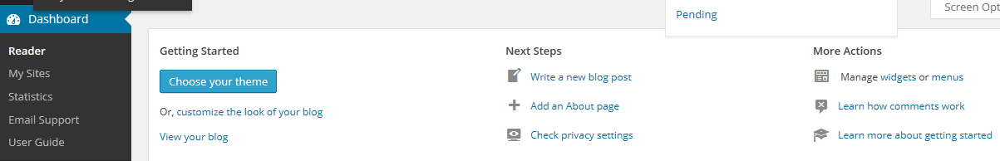 Dashboard
Pending
Screen Opt
Reader
My Sites
Statistics
Email Support
User Guide
Getting Started
Choose your theme
Or, customize the look of your blog
View your blog
Next Steps
Write a new blog post
Add an About page
Check privacy settings
More Actions
Manage widgets or menus
Learn how comments work
Learn more about getting started